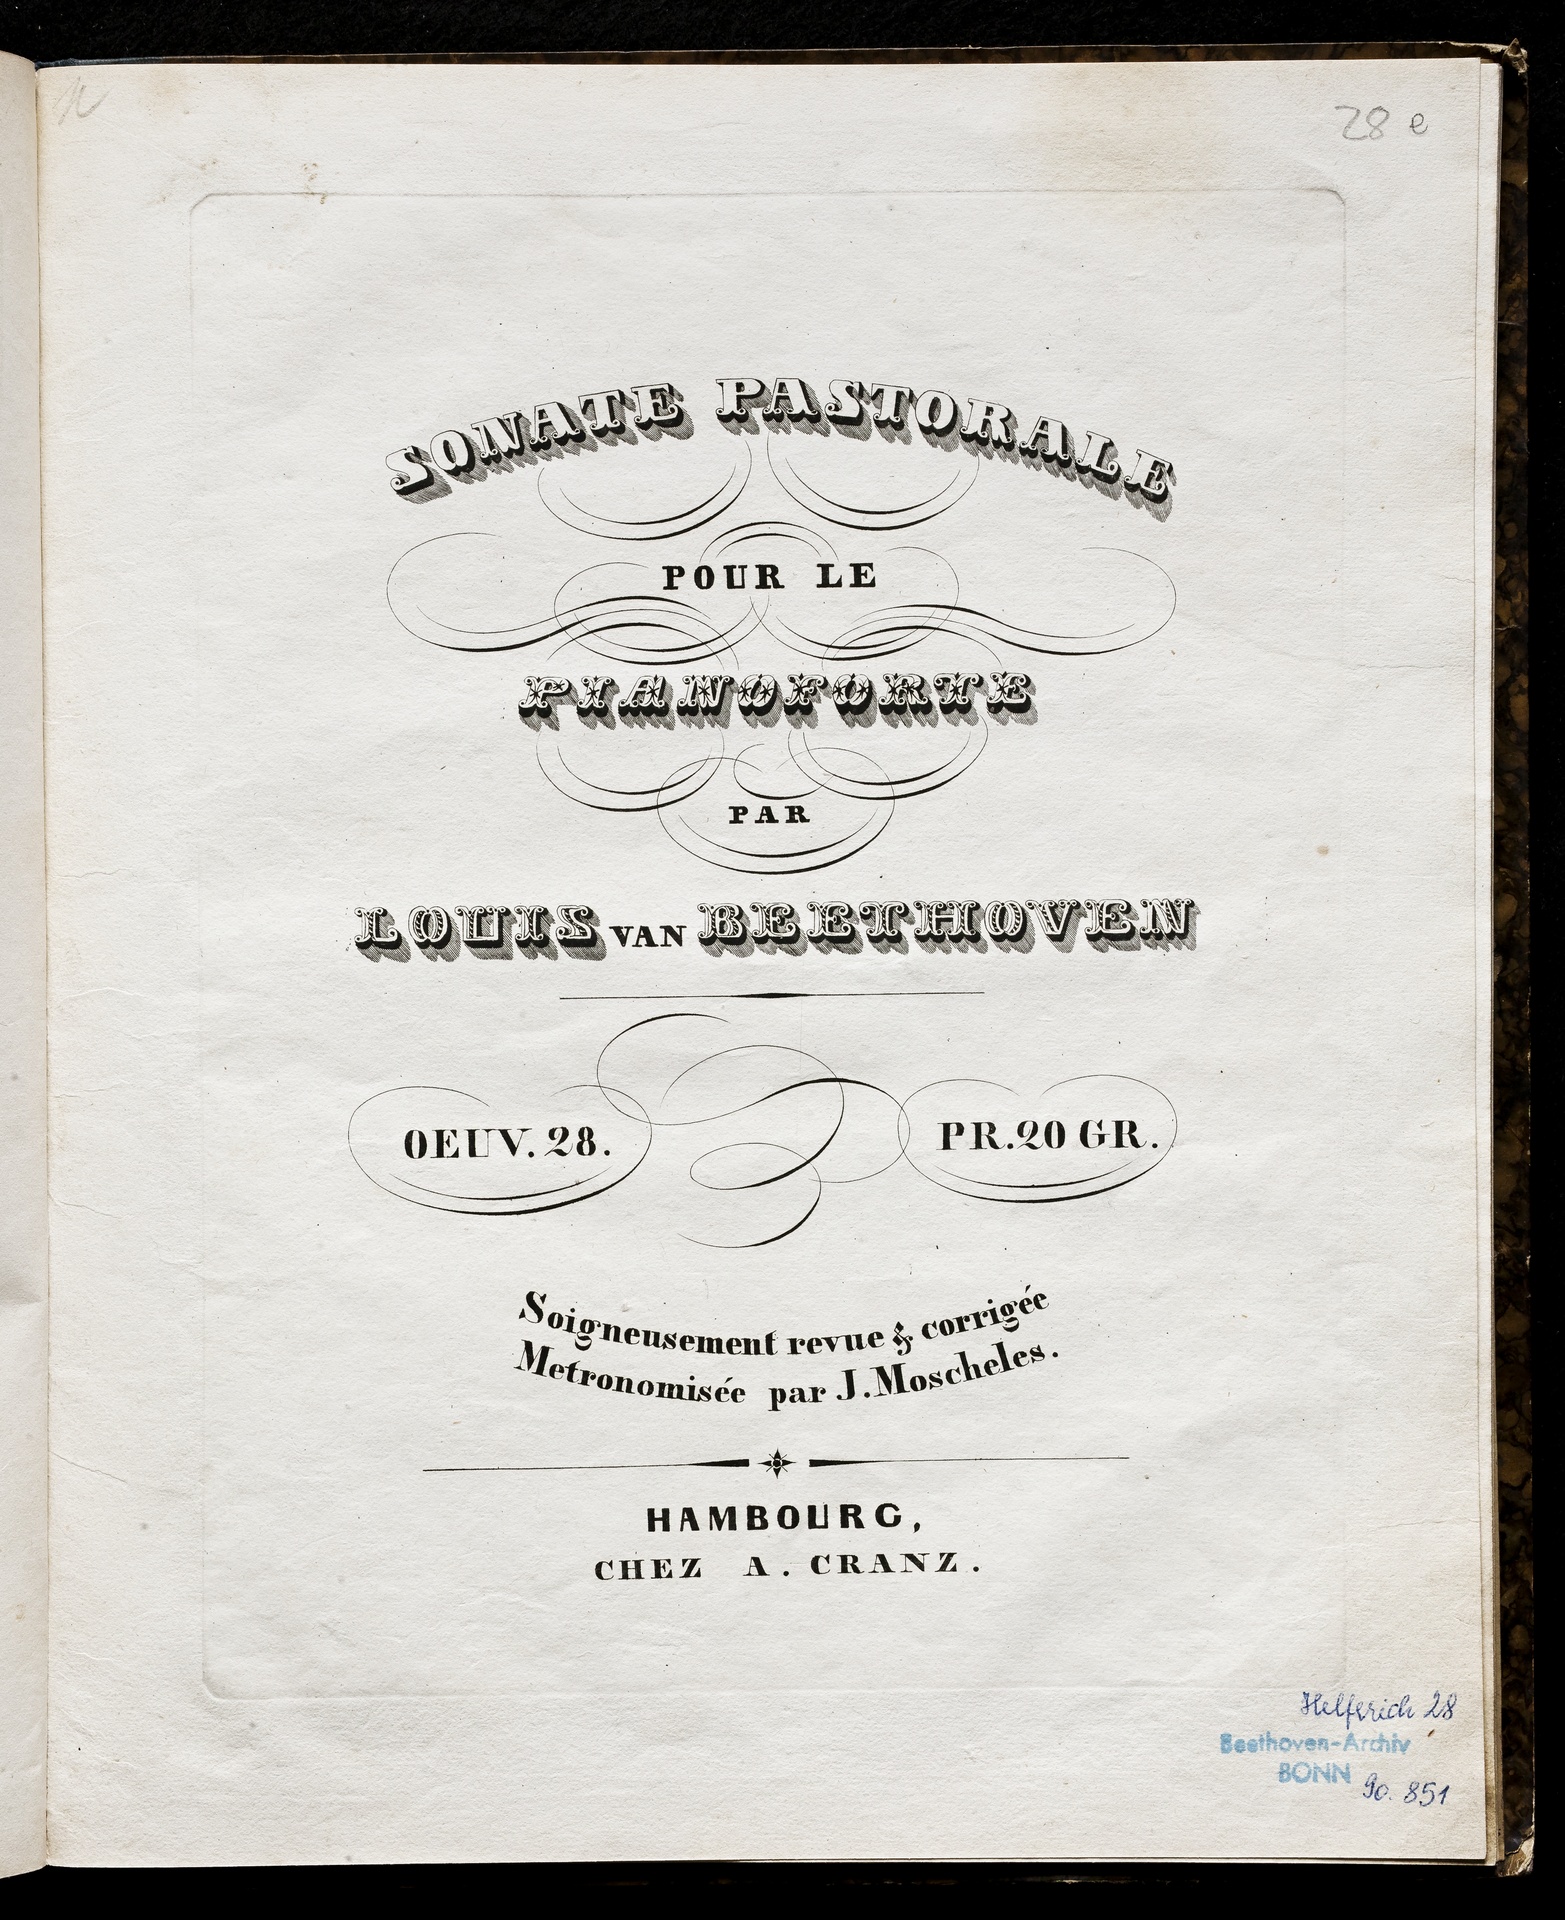 28 e
SONATE PASTORALE
POUR LE
PIANOFORTE
PAR
LOUIS VAN BEETHOVEN
OEUV. 28.
PR. 20 GR.
Soigneusement revue & corrigée
Metronomisée par J. Moscheles.
HAMBOURG,
CHEZ A. CRANZ.
Helfrich 28
Beethoven-Archiv
BONN
90. 851